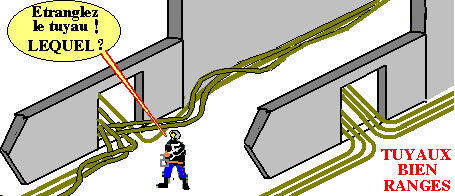 Etranglez
le tuyau !
LEQUEL ?
TUYAUX
BIEN
RANGES